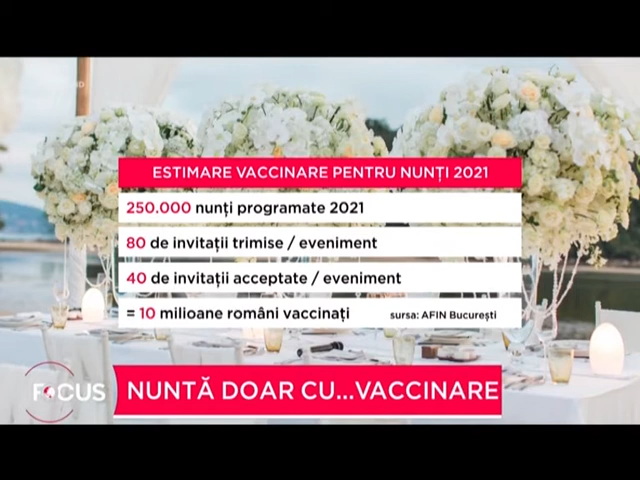 ESTIMARE VACCINARE PENTRU NUNȚI 2021
250.000 nunți programate 2021
80 de invitații trimise / eveniment
40 de invitații acceptate / eveniment
= 10 milioane români vaccinați
sursa: AFIN București
FOCUS
NUNTĂ DOAR CU...VACCINARE